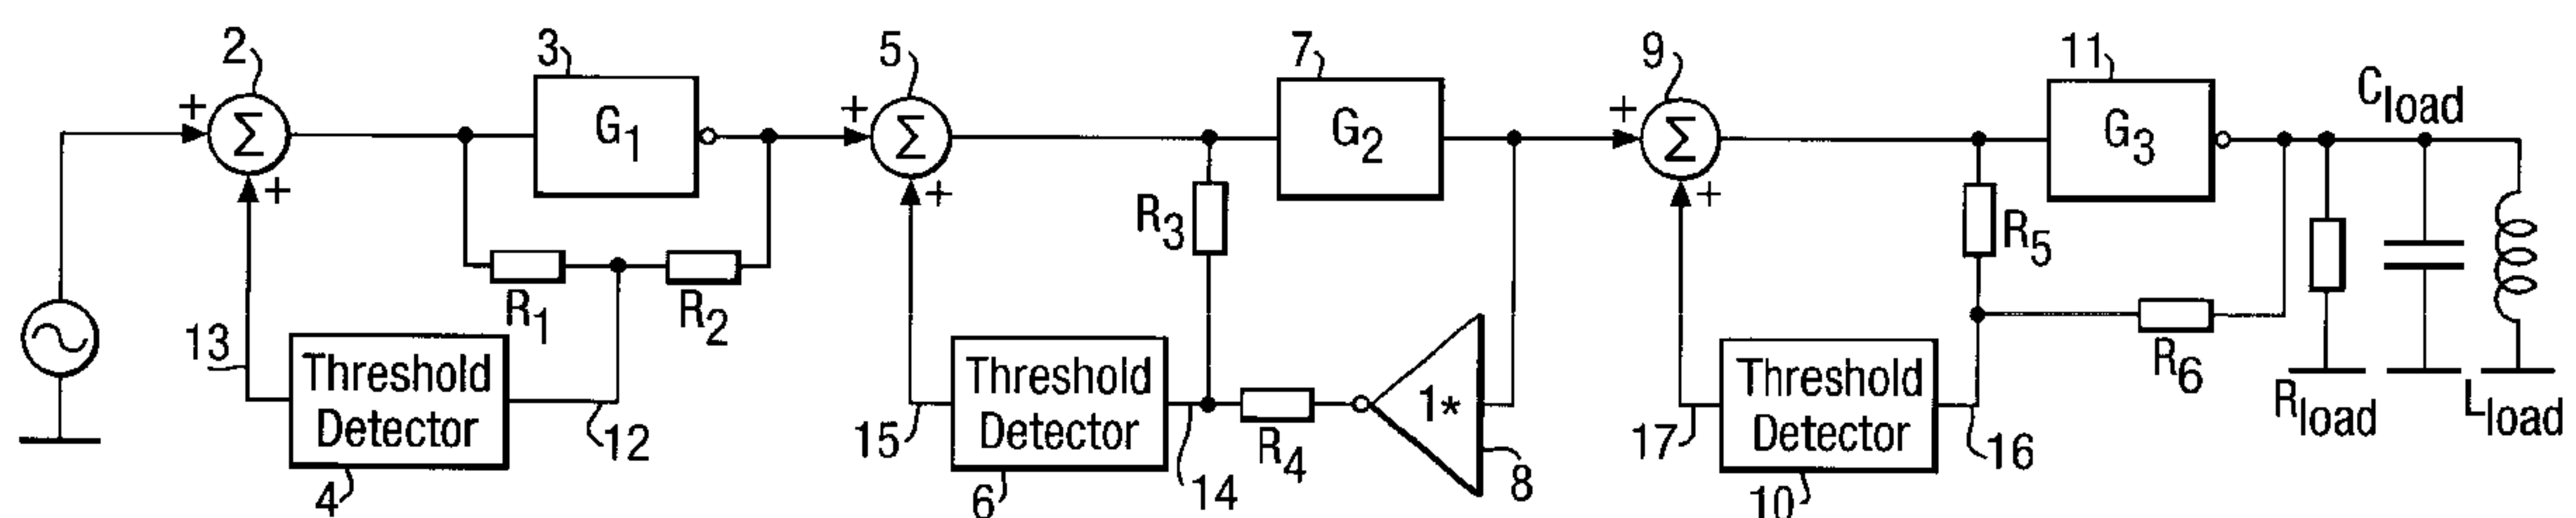 2
3
5
7
9
11
+
Σ
+
G1
+
Σ
+
G2
+
Σ
+
G3
Cload
R1
R2
R3
R5
R6
Rload
Lload
13
Threshold
Detector
12
4
15
Threshold
Detector
14
R4
1*
8
6
17
Threshold
Detector
16
10